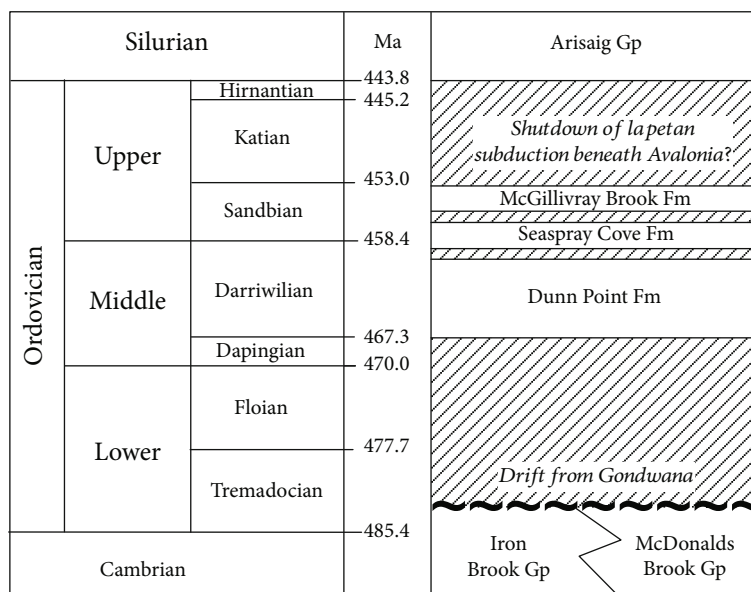 Silurian
Ma
Arisaig Gp
443.8
Hirnantian
445.2
Katian
Upper
Shutdown of Iapetan
subduction beneath Avalonia?
453.0
McGillivray Brook Fm
Sandbian
Seaspray Cove Fm
458.4
Ordovician
Middle
Darriwilian
Dunn Point Fm
467.3
Dapingian
470.0
Floian
477.7
Lower
Drift from Gondwana
Tremadocian
485.4
Cambrian
Iron
Brook Gp
McDonalds
Brook Gp